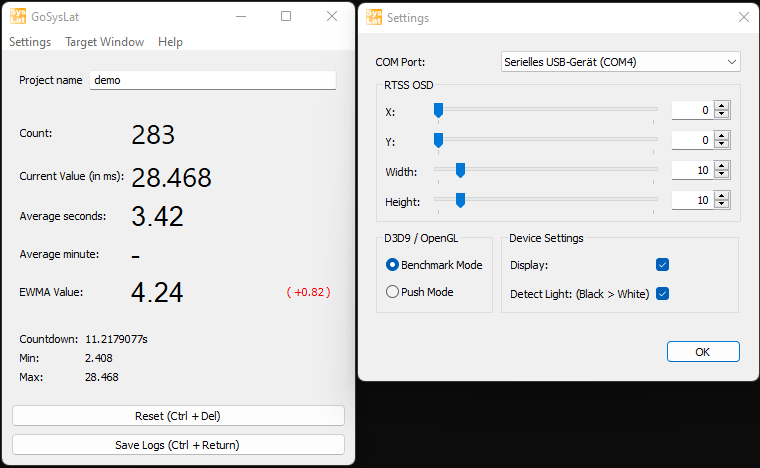 GoSysLat
Settings Target Window Help
Project name demo
Count: 283
Current Value (in ms): 28.468
Average seconds: 3.42
Average minute: -
EWMA Value: 4.24 ( +0.82 )
Countdown: 11.2179077s
Min: 2.408
Max: 28.468
Reset (Ctrl + Del)
Save Logs (Ctrl + Return)
Settings
COM Port: Serielles USB-Gerät (COM4)
RTSS OSD
X: 0
Y: 0
Width: 10
Height: 10
D3D9 / OpenGL
Benchmark Mode
Push Mode
Device Settings
Display:
Detect Light: (Black > White)
OK